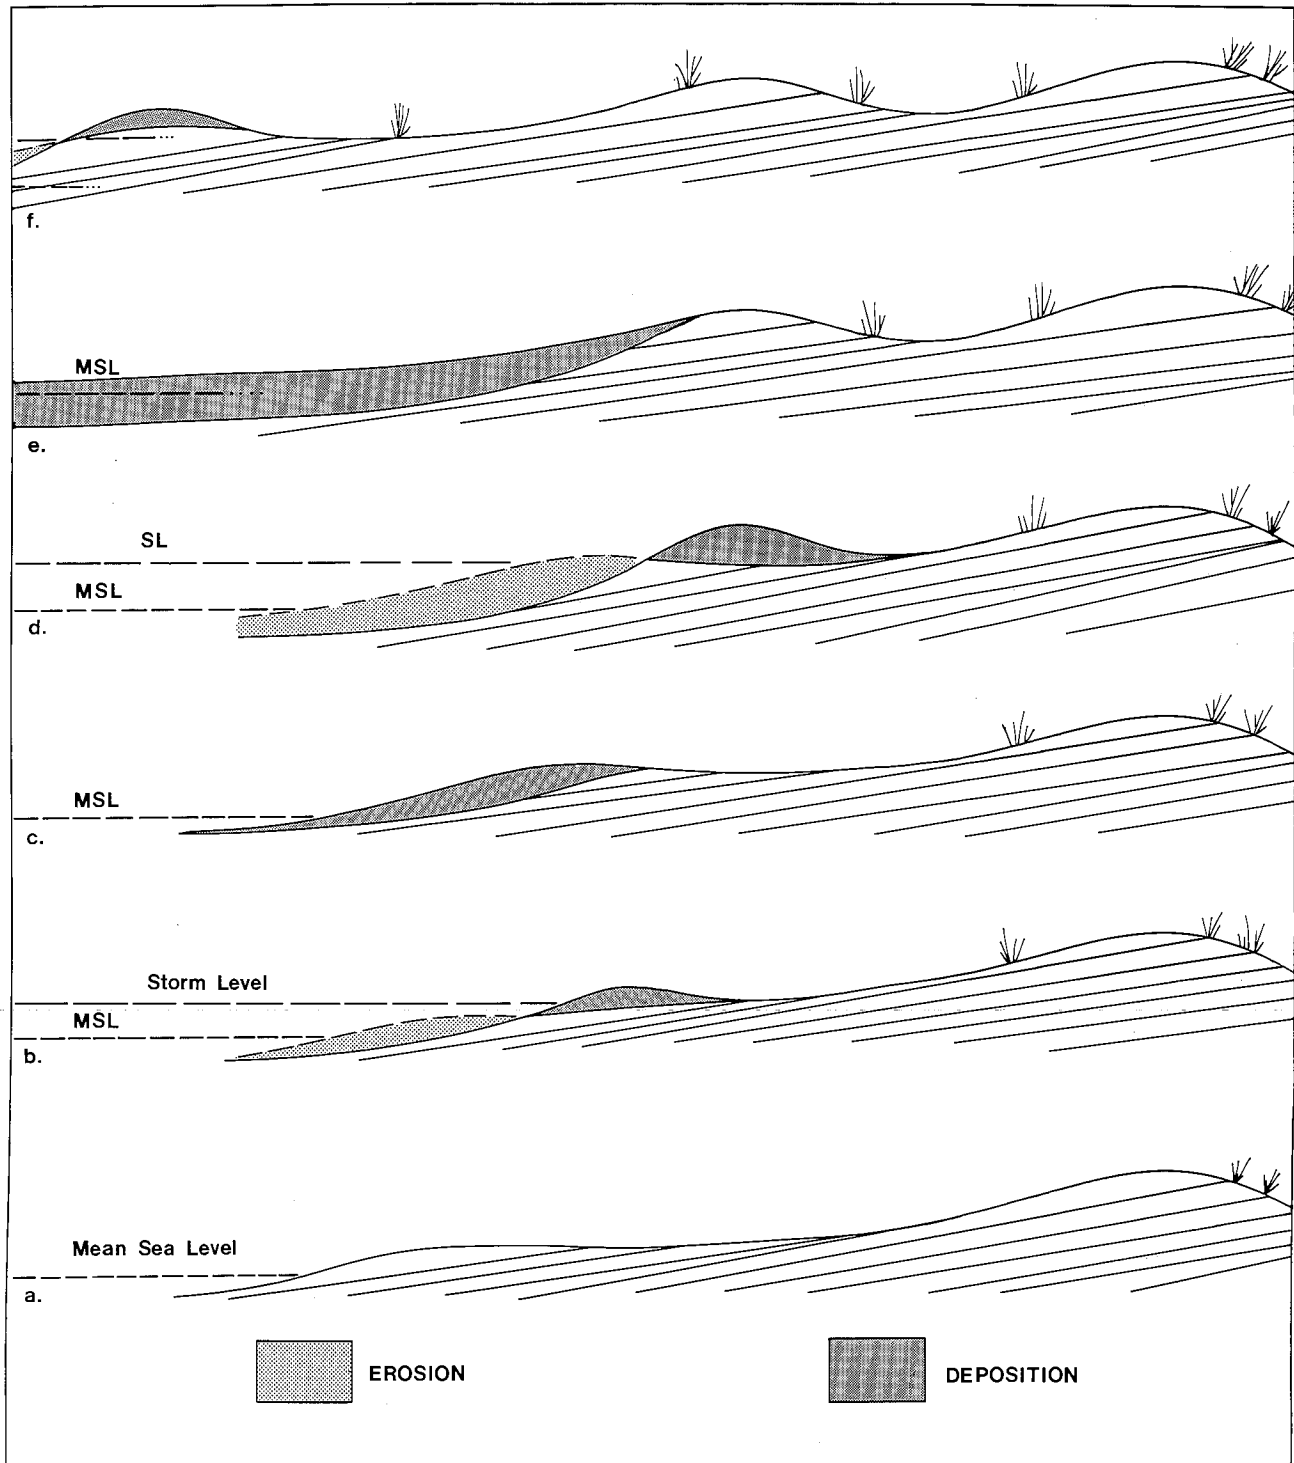 f.
MSL
e.
SL
MSL
d.
MSL
c.
Storm Level
MSL
b.
Mean Sea Level
a.
EROSION
DEPOSITION